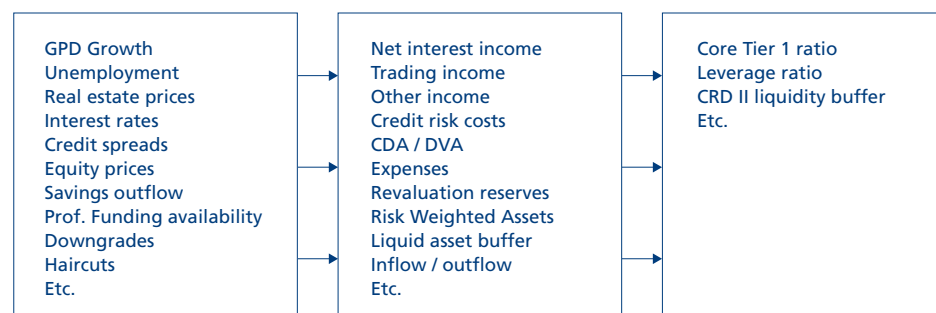 GPD Growth
Unemployment
Real estate prices
Interest rates
Credit spreads
Equity prices
Savings outflow
Prof. Funding availability
Downgrades
Haircuts
Etc.
Net interest income
Trading income
Other income
Credit risk costs
CDA / DVA
Expenses
Revaluation reserves
Risk Weighted Assets
Liquid asset buffer
Inflow / outflow
Etc.
Core Tier 1 ratio
Leverage ratio
CRD II liquidity buffer
Etc.